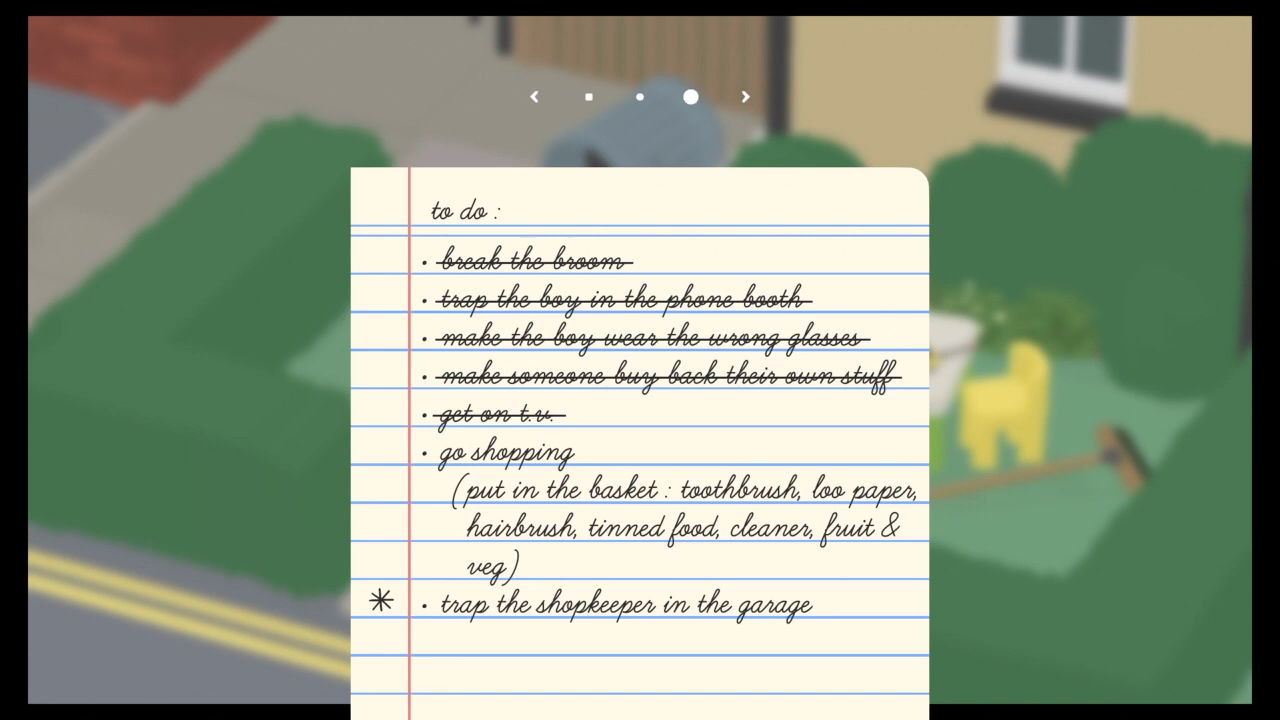 to do :
• break the broom
• trap the boy in the phone booth
• make the boy wear the wrong glasses
• make someone buy back their own stuff
• get on t.v.
• go shopping
(put in the basket : toothbrush, loo paper,
hairbrush, tinned food, cleaner, fruit &
veg)
* • trap the shopkeeper in the garage